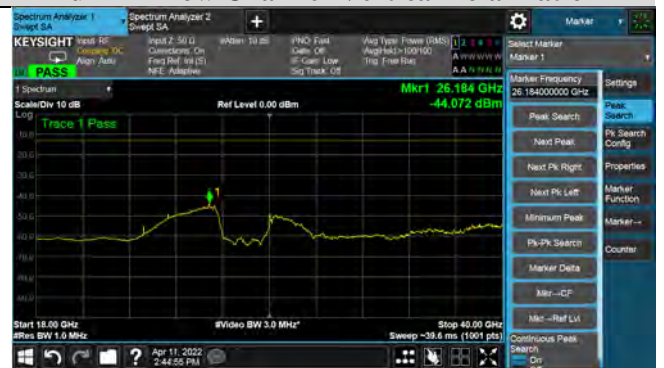 Spectrum Analyzer 1
Swept SA
Spectrum Analyzer 2
Swept SA
+
Marker
KEYSIGHT
Input: RF
Coupling: DC
Align: Auto
Input Z: 50 Ω
Corrections: On
Freq Ref: Int (S)
NFE: Adaptive
#Atten: 10 dB
PNO: Fast
Gate: Off
IF Gain: Low
Sig Track: Off
Avg Type: Power (RMS)
Avg|Hold:>100/100
Trig: Free Run
PASS
Select Marker
Marker 1
1 Spectrum
Scale/Div 10 dB
Log
Ref Level 0.00 dBm
Mkr1 26.184 GHz
-44.072 dBm
Trace 1 Pass
1
Start 18.00 GHz
#Res BW 1.0 MHz
#Video BW 3.0 MHz*
Stop 40.00 GHz
Sweep ~39.6 ms (1001 pts)
Marker Frequency
26.184000000 GHz
Peak Search
Next Peak
Next Pk Right
Next Pk Left
Minimum Peak
Pk-Pk Search
Marker Delta
Mkr→CF
Mkr→Ref Lvl
Continuous Peak
Search
On
Settings
Peak
Search
Pk Search
Config
Properties
Marker
Function
Marker→
Counter
?
Apr 11, 2022
2:44:55 PM